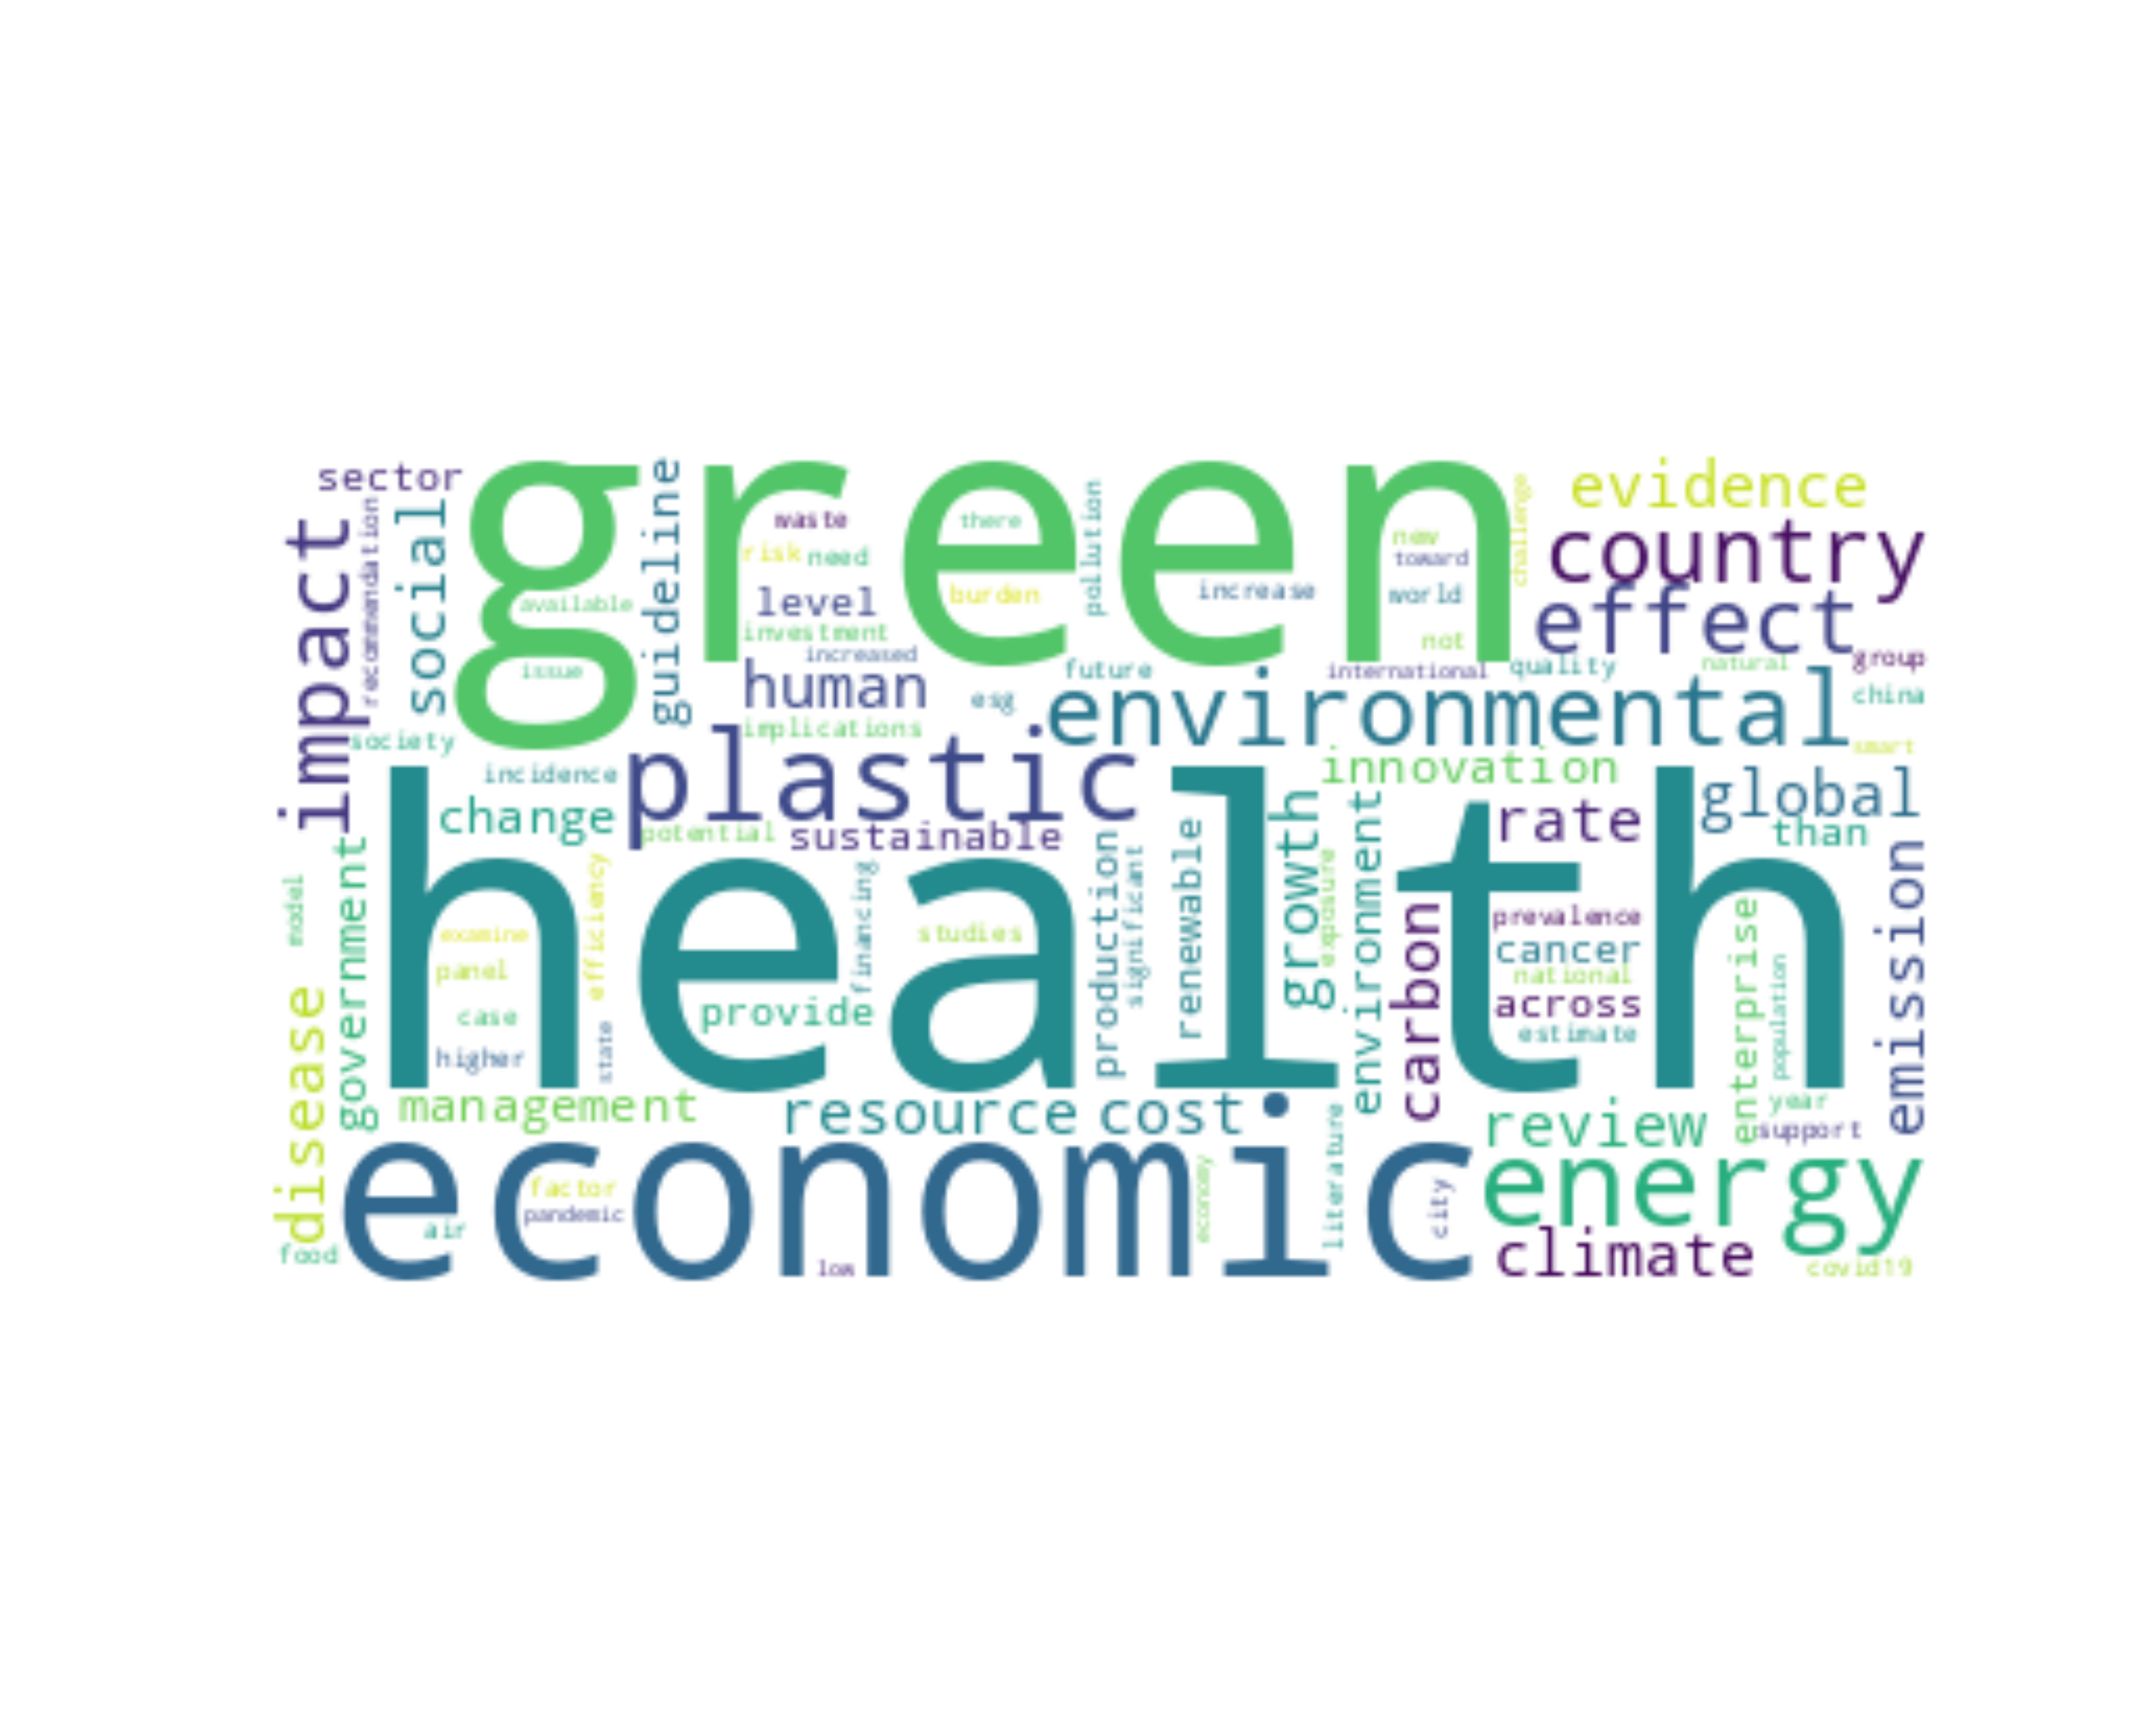 sector
green
evidence
impact
recommendation
social
guideline
waste
there
pollution
new
challenge
country
risk
need
toward
available
level
burden
increase
world
effect
investment
not
issue
increased
human
future
international
quality
natural
group
esg
environmental
china
society
implications
smart
incidence
plastic
innovation
global
change
potential
sustainable
rate
than
health
government
model
efficiency
financing
studies
production
significant
renewable
growth
exposure
environment
carbon
prevalence
cancer
national
across
estimate
enterprise
population
emission
examine
panel
case
higher
state
provide
disease
management
resource
cost
review
year
support
economic
literature
energy
factor
pandemic
air
economy
city
food
low
climate
covid19